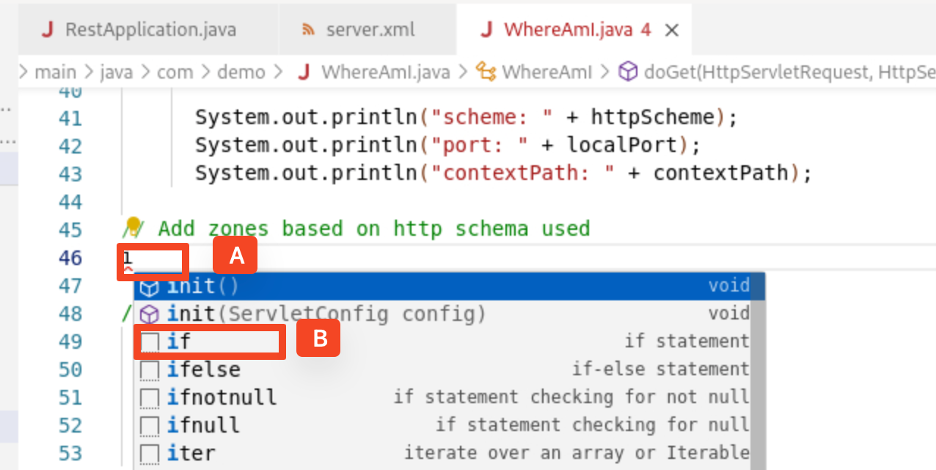 RestApplication.java server.xml WhereAmI.java 4
main > java > com > demo > WhereAmI.java > WhereAmI > doGet(HttpServletRequest, HttpSe
40
41 System.out.println("scheme: " + httpScheme);
42 System.out.println("port: " + localPort);
43 System.out.println("contextPath: " + contextPath);
44
45 // Add zones based on http schema used
46 i A
47 init() void
48 / init(ServletConfig config) void
49 if B if statement
50 ifelse if-else statement
51 ifnotnull if statement checking for not null
52 ifnull if statement checking for null
53 iter iterate over an array or Iterable